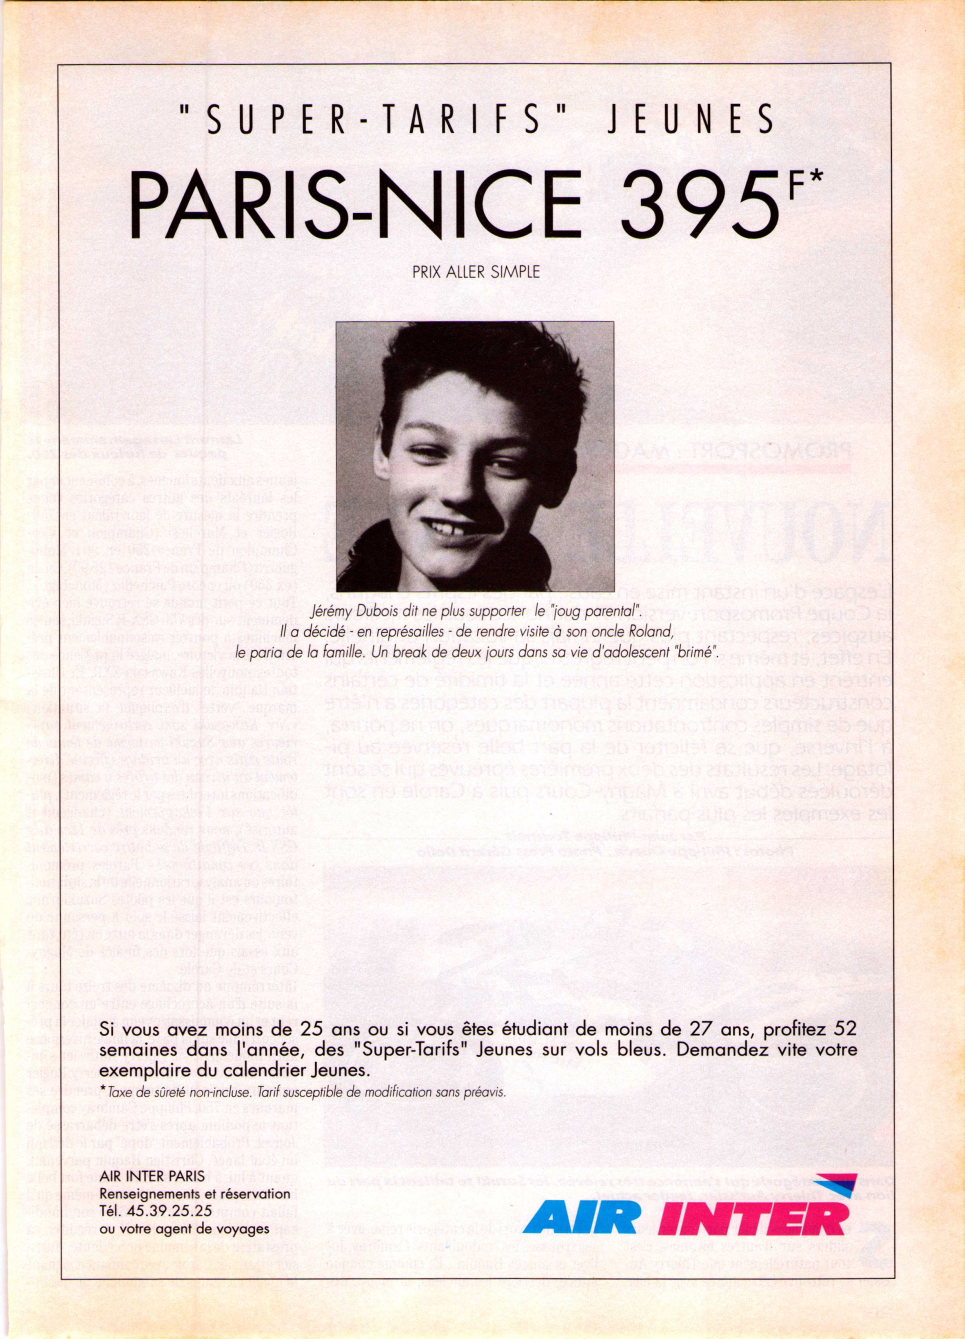 "SUPER-TARIFS" JEUNES
PARIS-NICE 395F*
PRIX ALLER SIMPLE
PROMOSPORT
NOUVELLE
Jérémy Dubois dit ne plus supporter le "joug parental".
Il a décidé - en représailles - de rendre visite à son oncle Roland,
le paria de la famille. Un break de deux jours dans sa vie d'adolescent "brimé".
Si vous avez moins de 25 ans ou si vous êtes étudiant de moins de 27 ans, profitez 52
semaines dans l'année, des "Super-Tarifs" Jeunes sur vols bleus. Demandez vite votre
exemplaire du calendrier Jeunes.
*Taxe de sûreté non-incluse. Tarif susceptible de modification sans préavis.
AIR INTER PARIS
Renseignements et réservation
Tél. 45.39.25.25
ou votre agent de voyages
AIR INTER